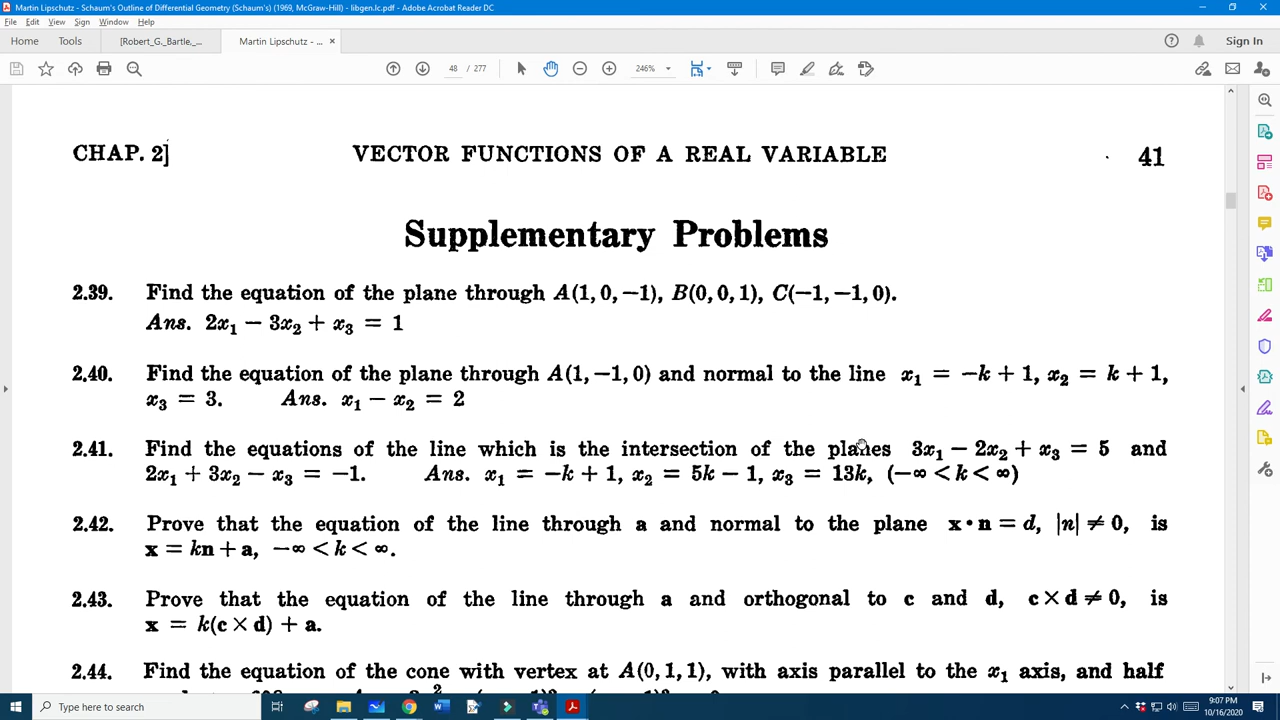 Martin Lipschutz - Schaum's Outline of Differential Geometry (Schaum's) (1969, McGraw-Hill) - libgen.lc.pdf - Adobe Acrobat Reader DC
File Edit View Sign Window Help
Home Tools [Robert_G._Bartle,_... Martin Lipschutz - ... × Sign In
48 / 277 246%
CHAP. 2] VECTOR FUNCTIONS OF A REAL VARIABLE 41
Supplementary Problems
2.39. Find the equation of the plane through A(1, 0, −1), B(0, 0, 1), C(−1, −1, 0).
Ans. 2x₁ − 3x₂ + x₃ = 1
2.40. Find the equation of the plane through A(1, −1, 0) and normal to the line x₁ = −k + 1, x₂ = k + 1,
x₃ = 3. Ans. x₁ − x₂ = 2
2.41. Find the equations of the line which is the intersection of the planes 3x₁ − 2x₂ + x₃ = 5 and
2x₁ + 3x₂ − x₃ = −1. Ans. x₁ = −k + 1, x₂ = 5k − 1, x₃ = 13k, (−∞ < k < ∞)
2.42. Prove that the equation of the line through a and normal to the plane x • n = d, |n| ≠ 0, is
x = kn + a, −∞ < k < ∞.
2.43. Prove that the equation of the line through a and orthogonal to c and d, c × d ≠ 0, is
x = k(c × d) + a.
2.44. Find the equation of the cone with vertex at A(0, 1, 1), with axis parallel to the x₁ axis, and half
Type here to search
9:07 PM
10/16/2020